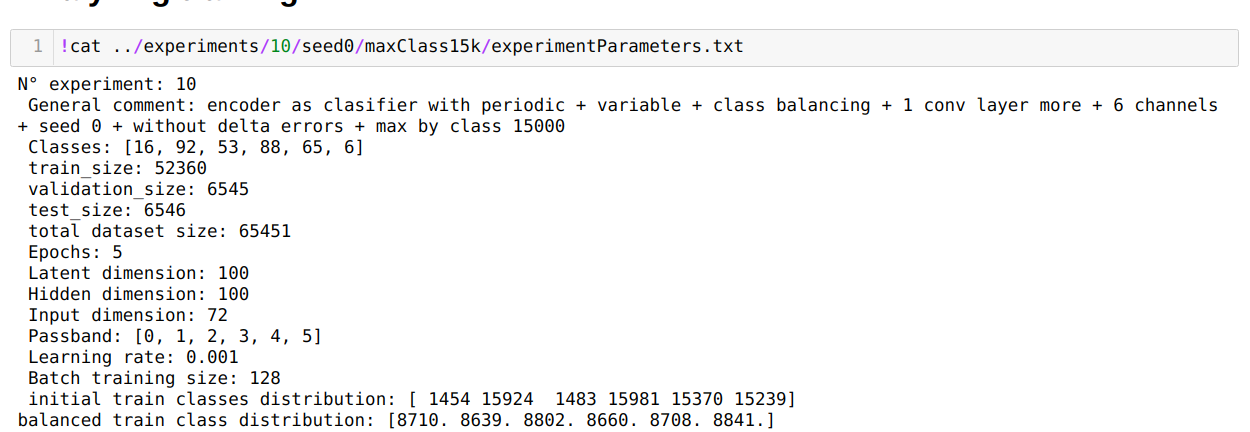 1 !cat ../experiments/10/seed0/maxClass15k/experimentParameters.txt
N° experiment: 10
General comment: encoder as clasifier with periodic + variable + class balancing + 1 conv layer more + 6 channels
+ seed 0 + without delta errors + max by class 15000
Classes: [16, 92, 53, 88, 65, 6]
train_size: 52360
validation_size: 6545
test_size: 6546
total dataset size: 65451
Epochs: 5
Latent dimension: 100
Hidden dimension: 100
Input dimension: 72
Passband: [0, 1, 2, 3, 4, 5]
Learning rate: 0.001
Batch training size: 128
initial train classes distribution: [ 1454 15924  1483 15981 15370 15239]
balanced train class distribution: [8710. 8639. 8802. 8660. 8708. 8841.]